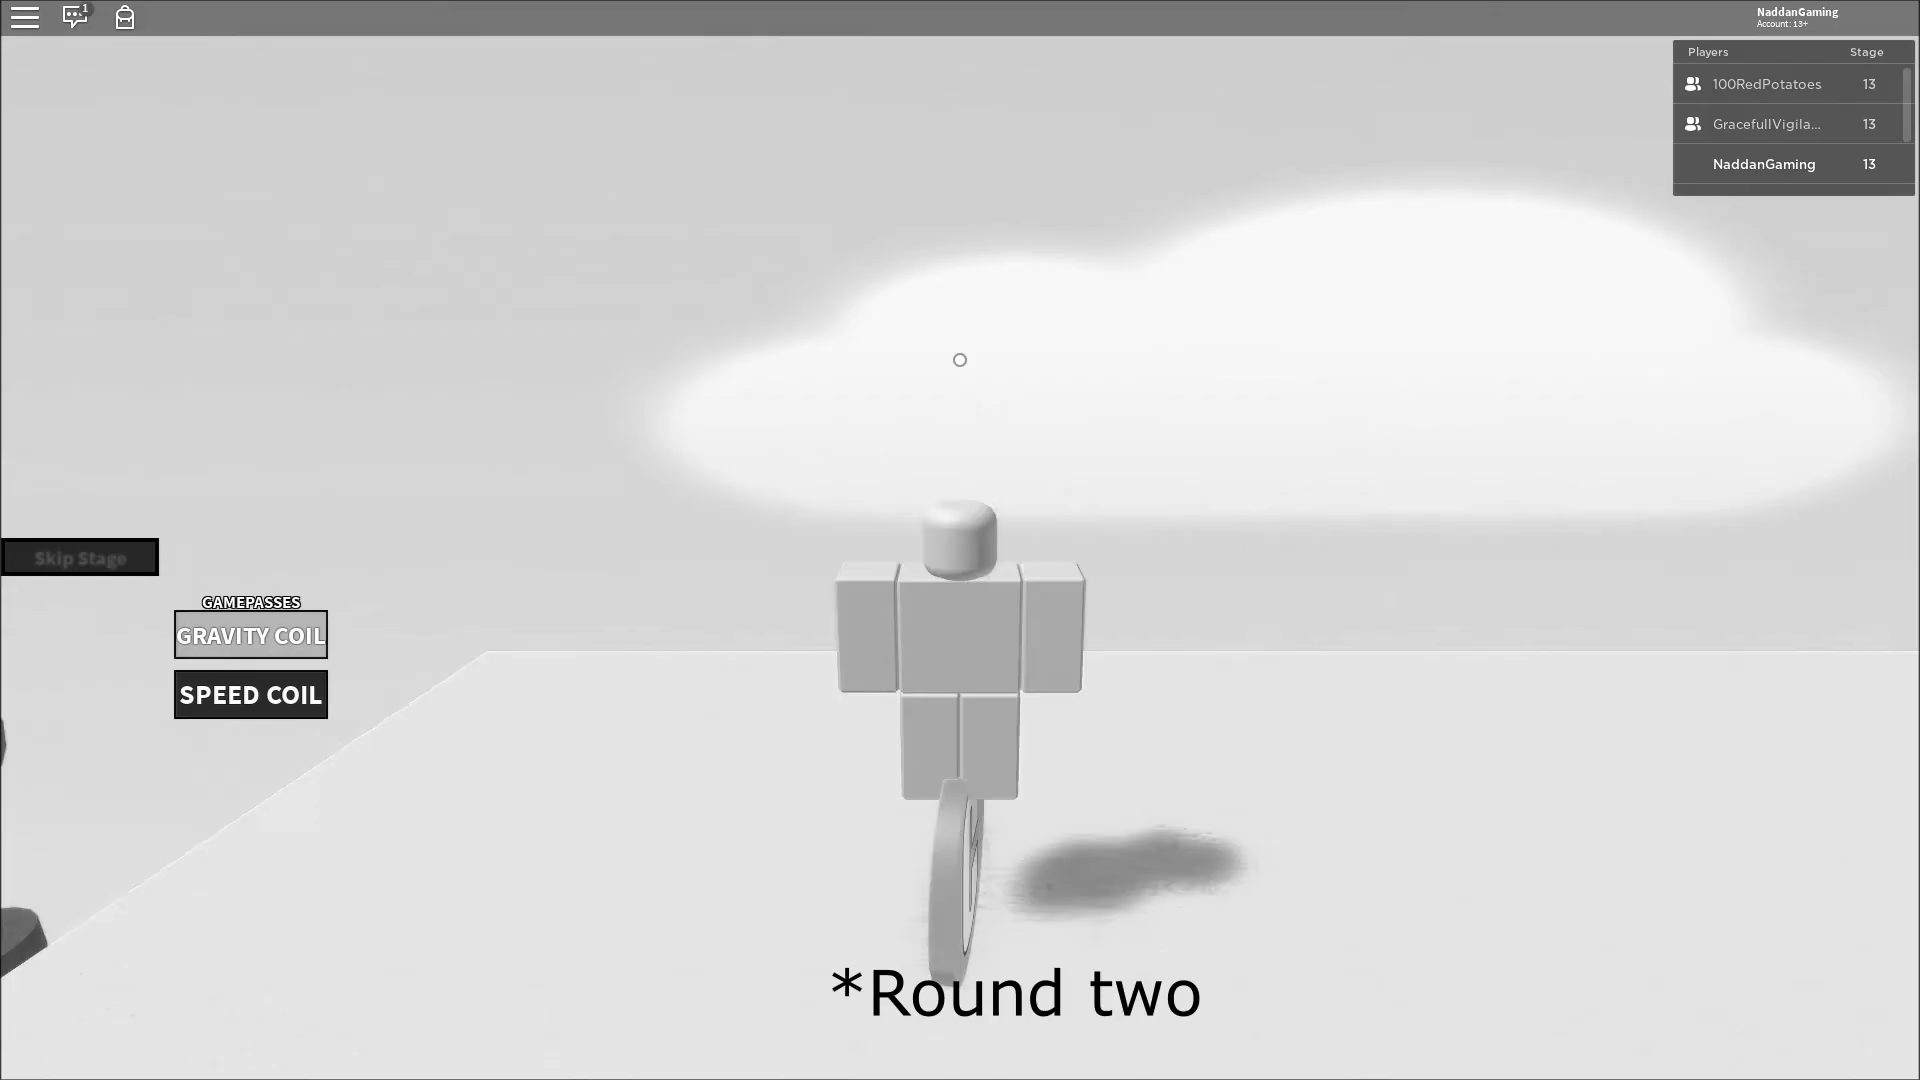 1
NaddanGaming
Account: 13+
Players Stage
100RedPotatoes 13
GracefullVigila... 13
NaddanGaming 13
Skip Stage
GAMEPASSES
GRAVITY COIL
SPEED COIL
*Round two